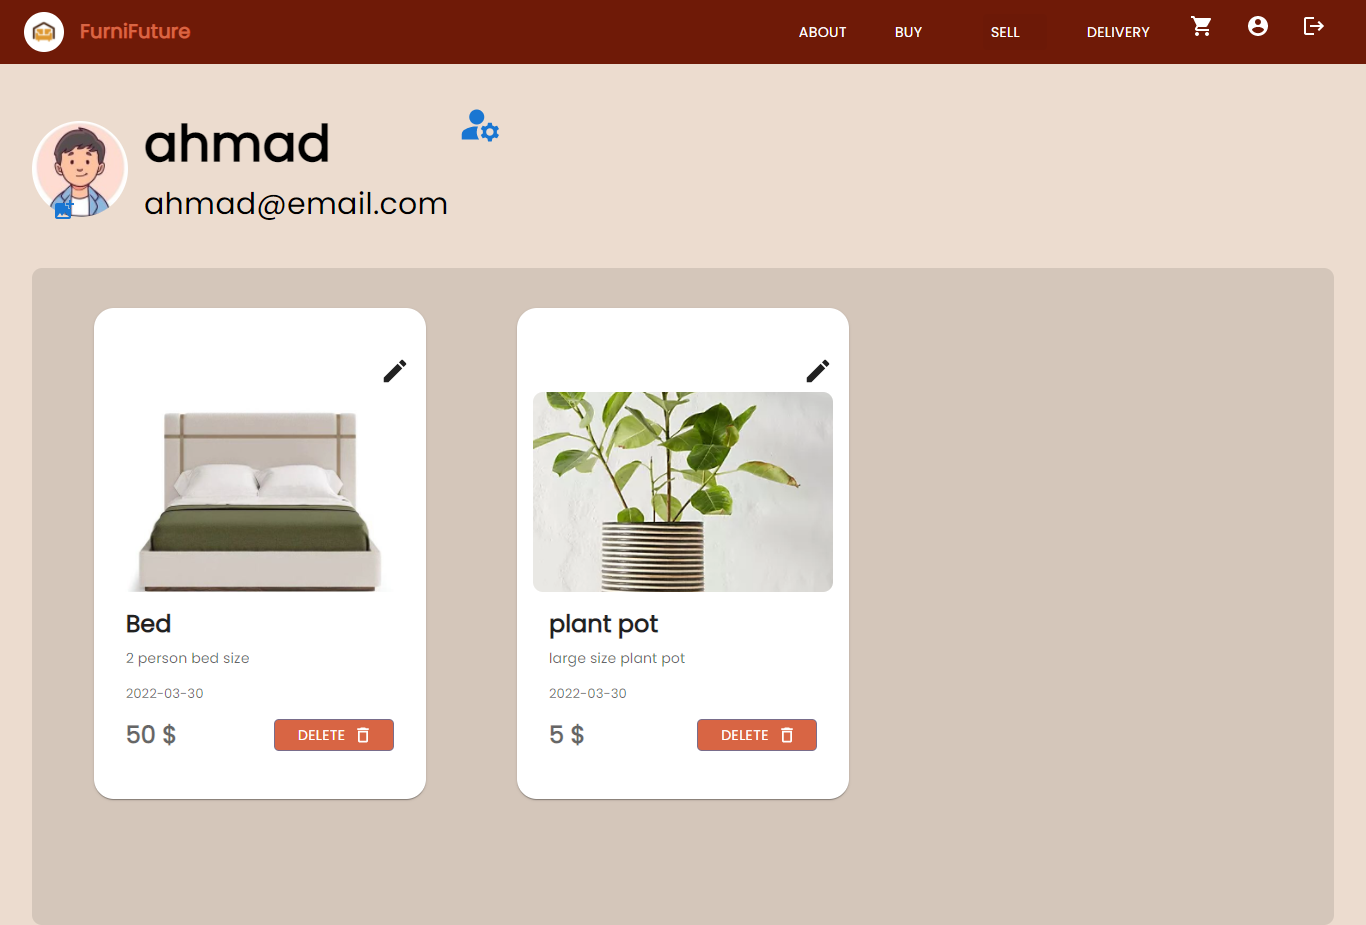 FurniFuture
ABOUT BUY SELL DELIVERY
ahmad
ahmad@email.com
Bed
2 person bed size
2022-03-30
50 $ DELETE
plant pot
large size plant pot
2022-03-30
5 $ DELETE